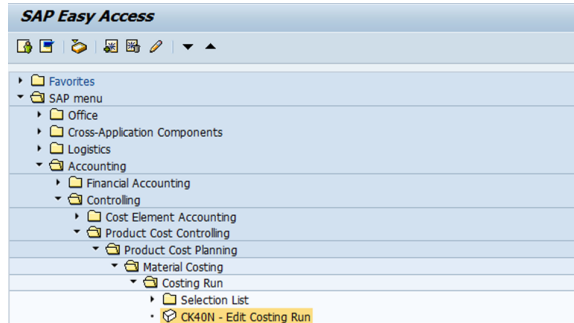 SAP Easy Access
Favorites
SAP menu
Office
Cross-Application Components
Logistics
Accounting
Financial Accounting
Controlling
Cost Element Accounting
Product Cost Controlling
Product Cost Planning
Material Costing
Costing Run
Selection List
CK40N - Edit Costing Run